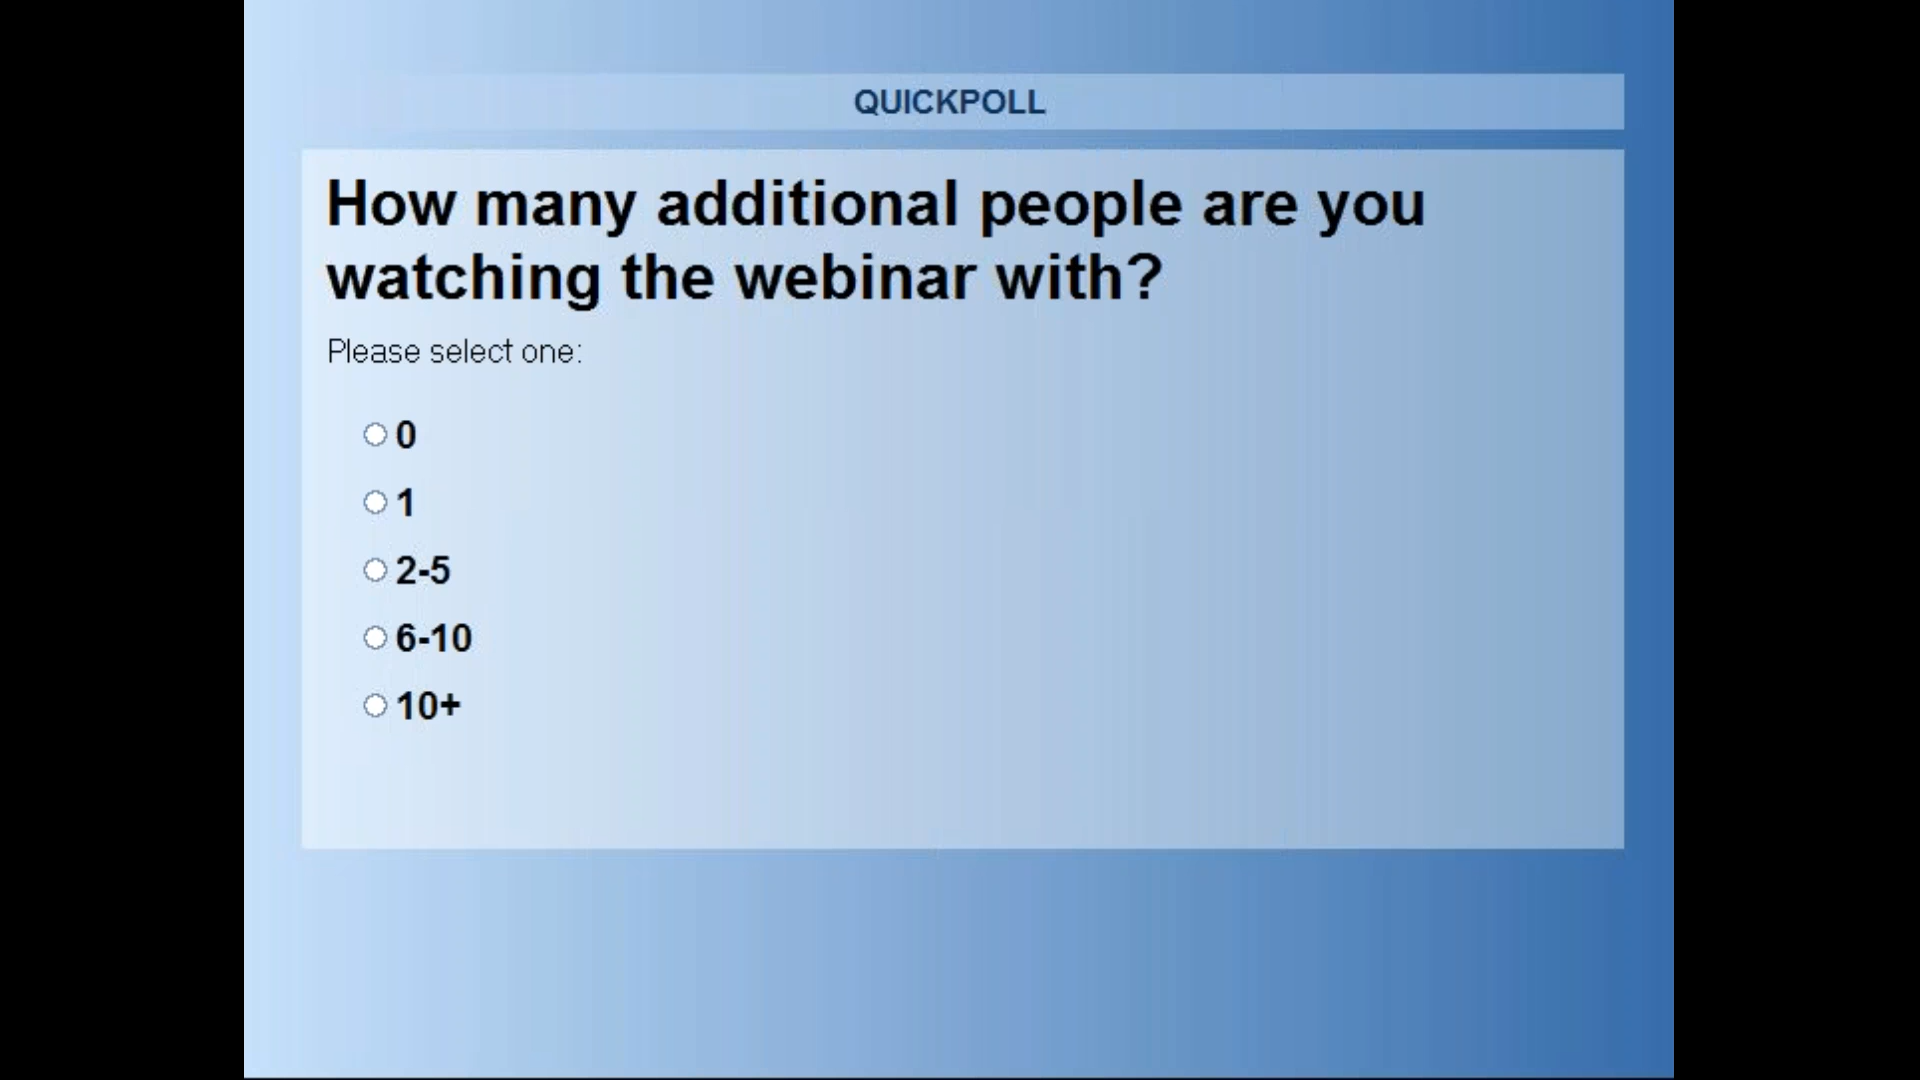 QUICKPOLL
How many additional people are you
watching the webinar with?
Please select one:
0
1
2-5
6-10
10+